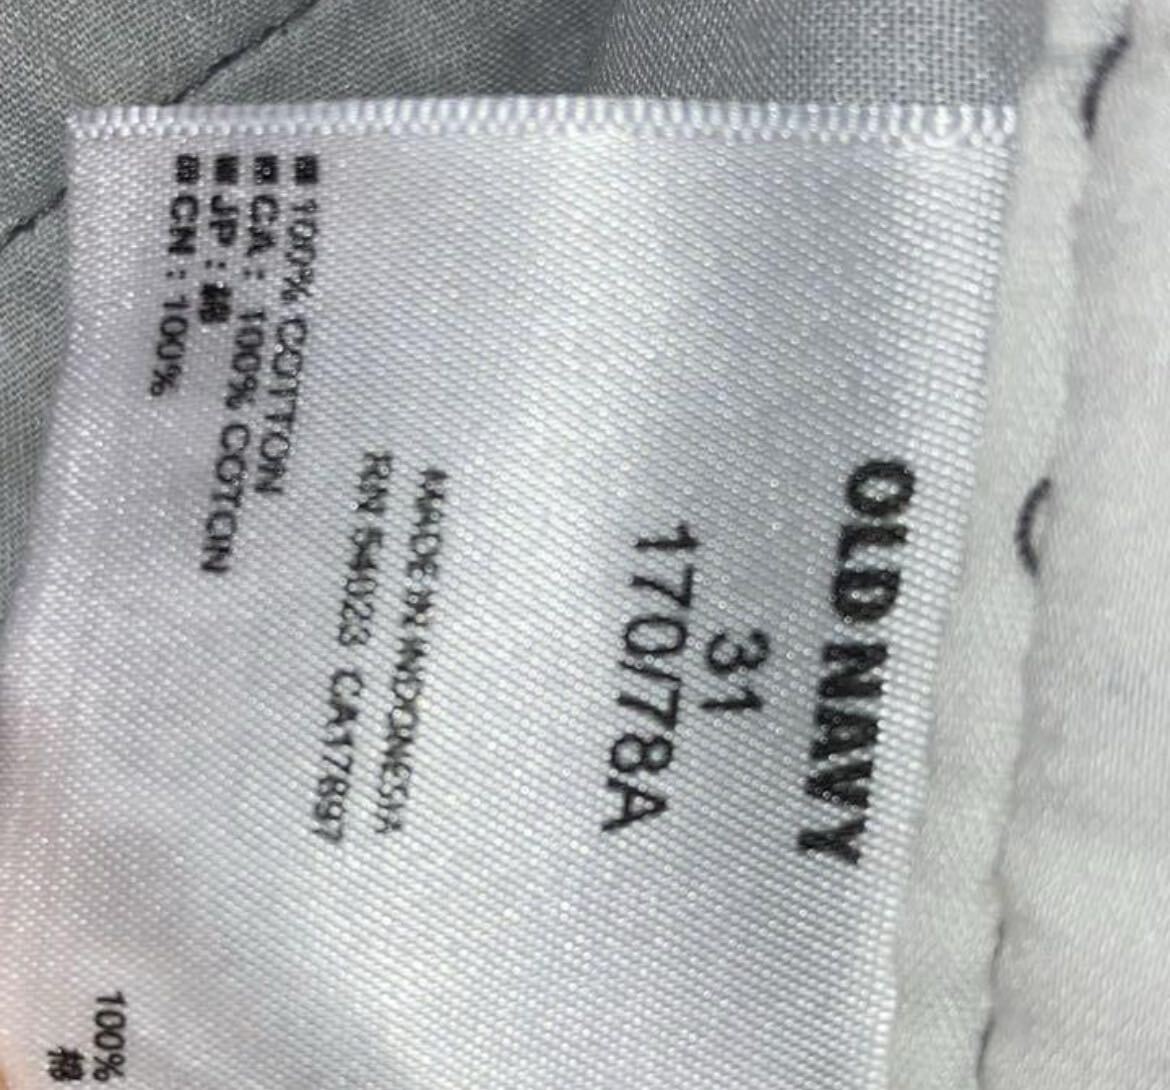 OLD NAVY
31
170/78A
MADE IN INDONESIA
RN 54023 CA17897
100% COTTON
CA : 100% COTON
JP : 綿
CN : 100%
100%
棉